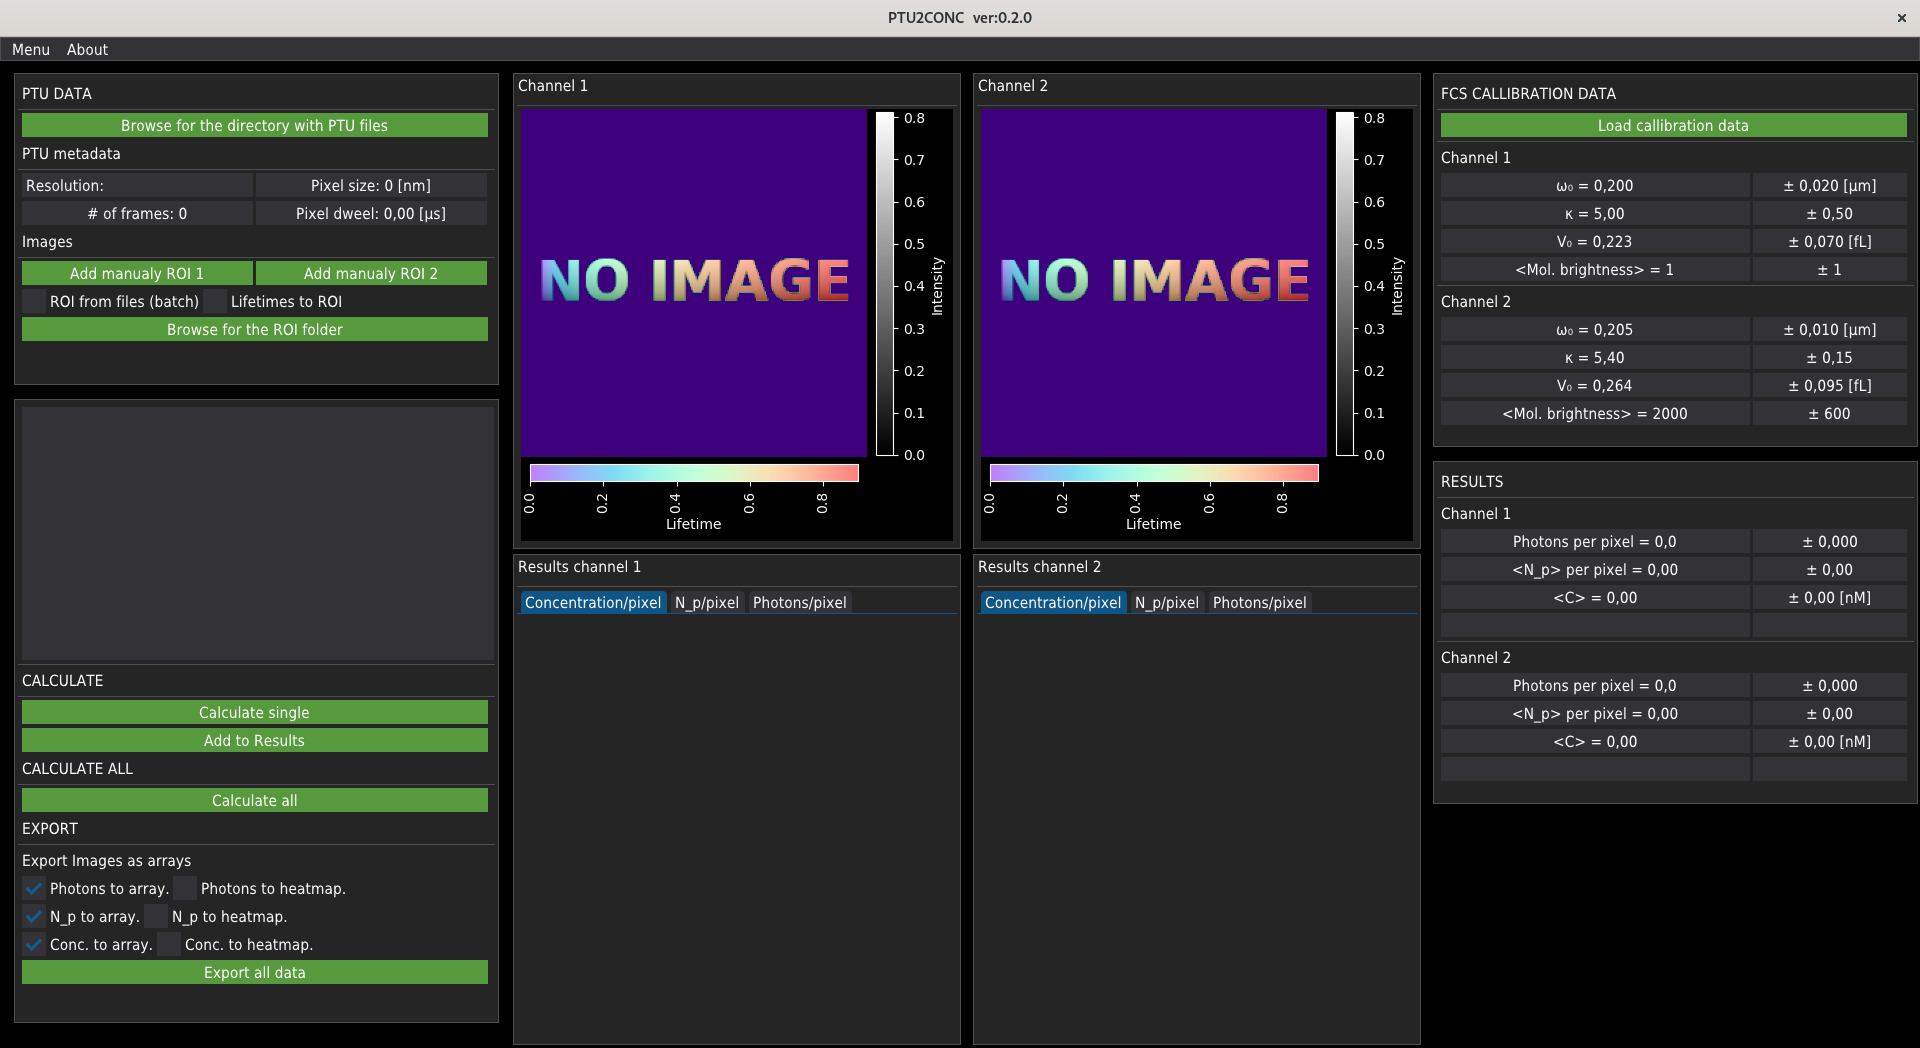 PTU2CONC  ver:0.2.0
×
Menu About
PTU DATA
Browse for the directory with PTU files
PTU metadata
Resolution: Pixel size: 0 [nm]
# of frames: 0 Pixel dweel: 0,00 [µs]
Images
Add manualy ROI 1 Add manualy ROI 2
ROI from files (batch) Lifetimes to ROI
Browse for the ROI folder
CALCULATE
Calculate single
Add to Results
CALCULATE ALL
Calculate all
EXPORT
Export Images as arrays
Photons to array. Photons to heatmap.
N_p to array. N_p to heatmap.
Conc. to array. Conc. to heatmap.
Export all data
Channel 1
NO IMAGE
0.8
0.7
0.6
0.5
0.4
0.3
0.2
0.1
0.0
Intensity
0.0 0.2 0.4 0.6 0.8
Lifetime
Results channel 1
Concentration/pixel N_p/pixel Photons/pixel
Channel 2
NO IMAGE
0.8
0.7
0.6
0.5
0.4
0.3
0.2
0.1
0.0
Intensity
0.0 0.2 0.4 0.6 0.8
Lifetime
Results channel 2
Concentration/pixel N_p/pixel Photons/pixel
FCS CALLIBRATION DATA
Load callibration data
Channel 1
ω₀ = 0,200 ± 0,020 [µm]
κ = 5,00 ± 0,50
V₀ = 0,223 ± 0,070 [fL]
<Mol. brightness> = 1 ± 1
Channel 2
ω₀ = 0,205 ± 0,010 [µm]
κ = 5,40 ± 0,15
V₀ = 0,264 ± 0,095 [fL]
<Mol. brightness> = 2000 ± 600
RESULTS
Channel 1
Photons per pixel = 0,0 ± 0,000
<N_p> per pixel = 0,00 ± 0,00
<C> = 0,00 ± 0,00 [nM]
Channel 2
Photons per pixel = 0,0 ± 0,000
<N_p> per pixel = 0,00 ± 0,00
<C> = 0,00 ± 0,00 [nM]